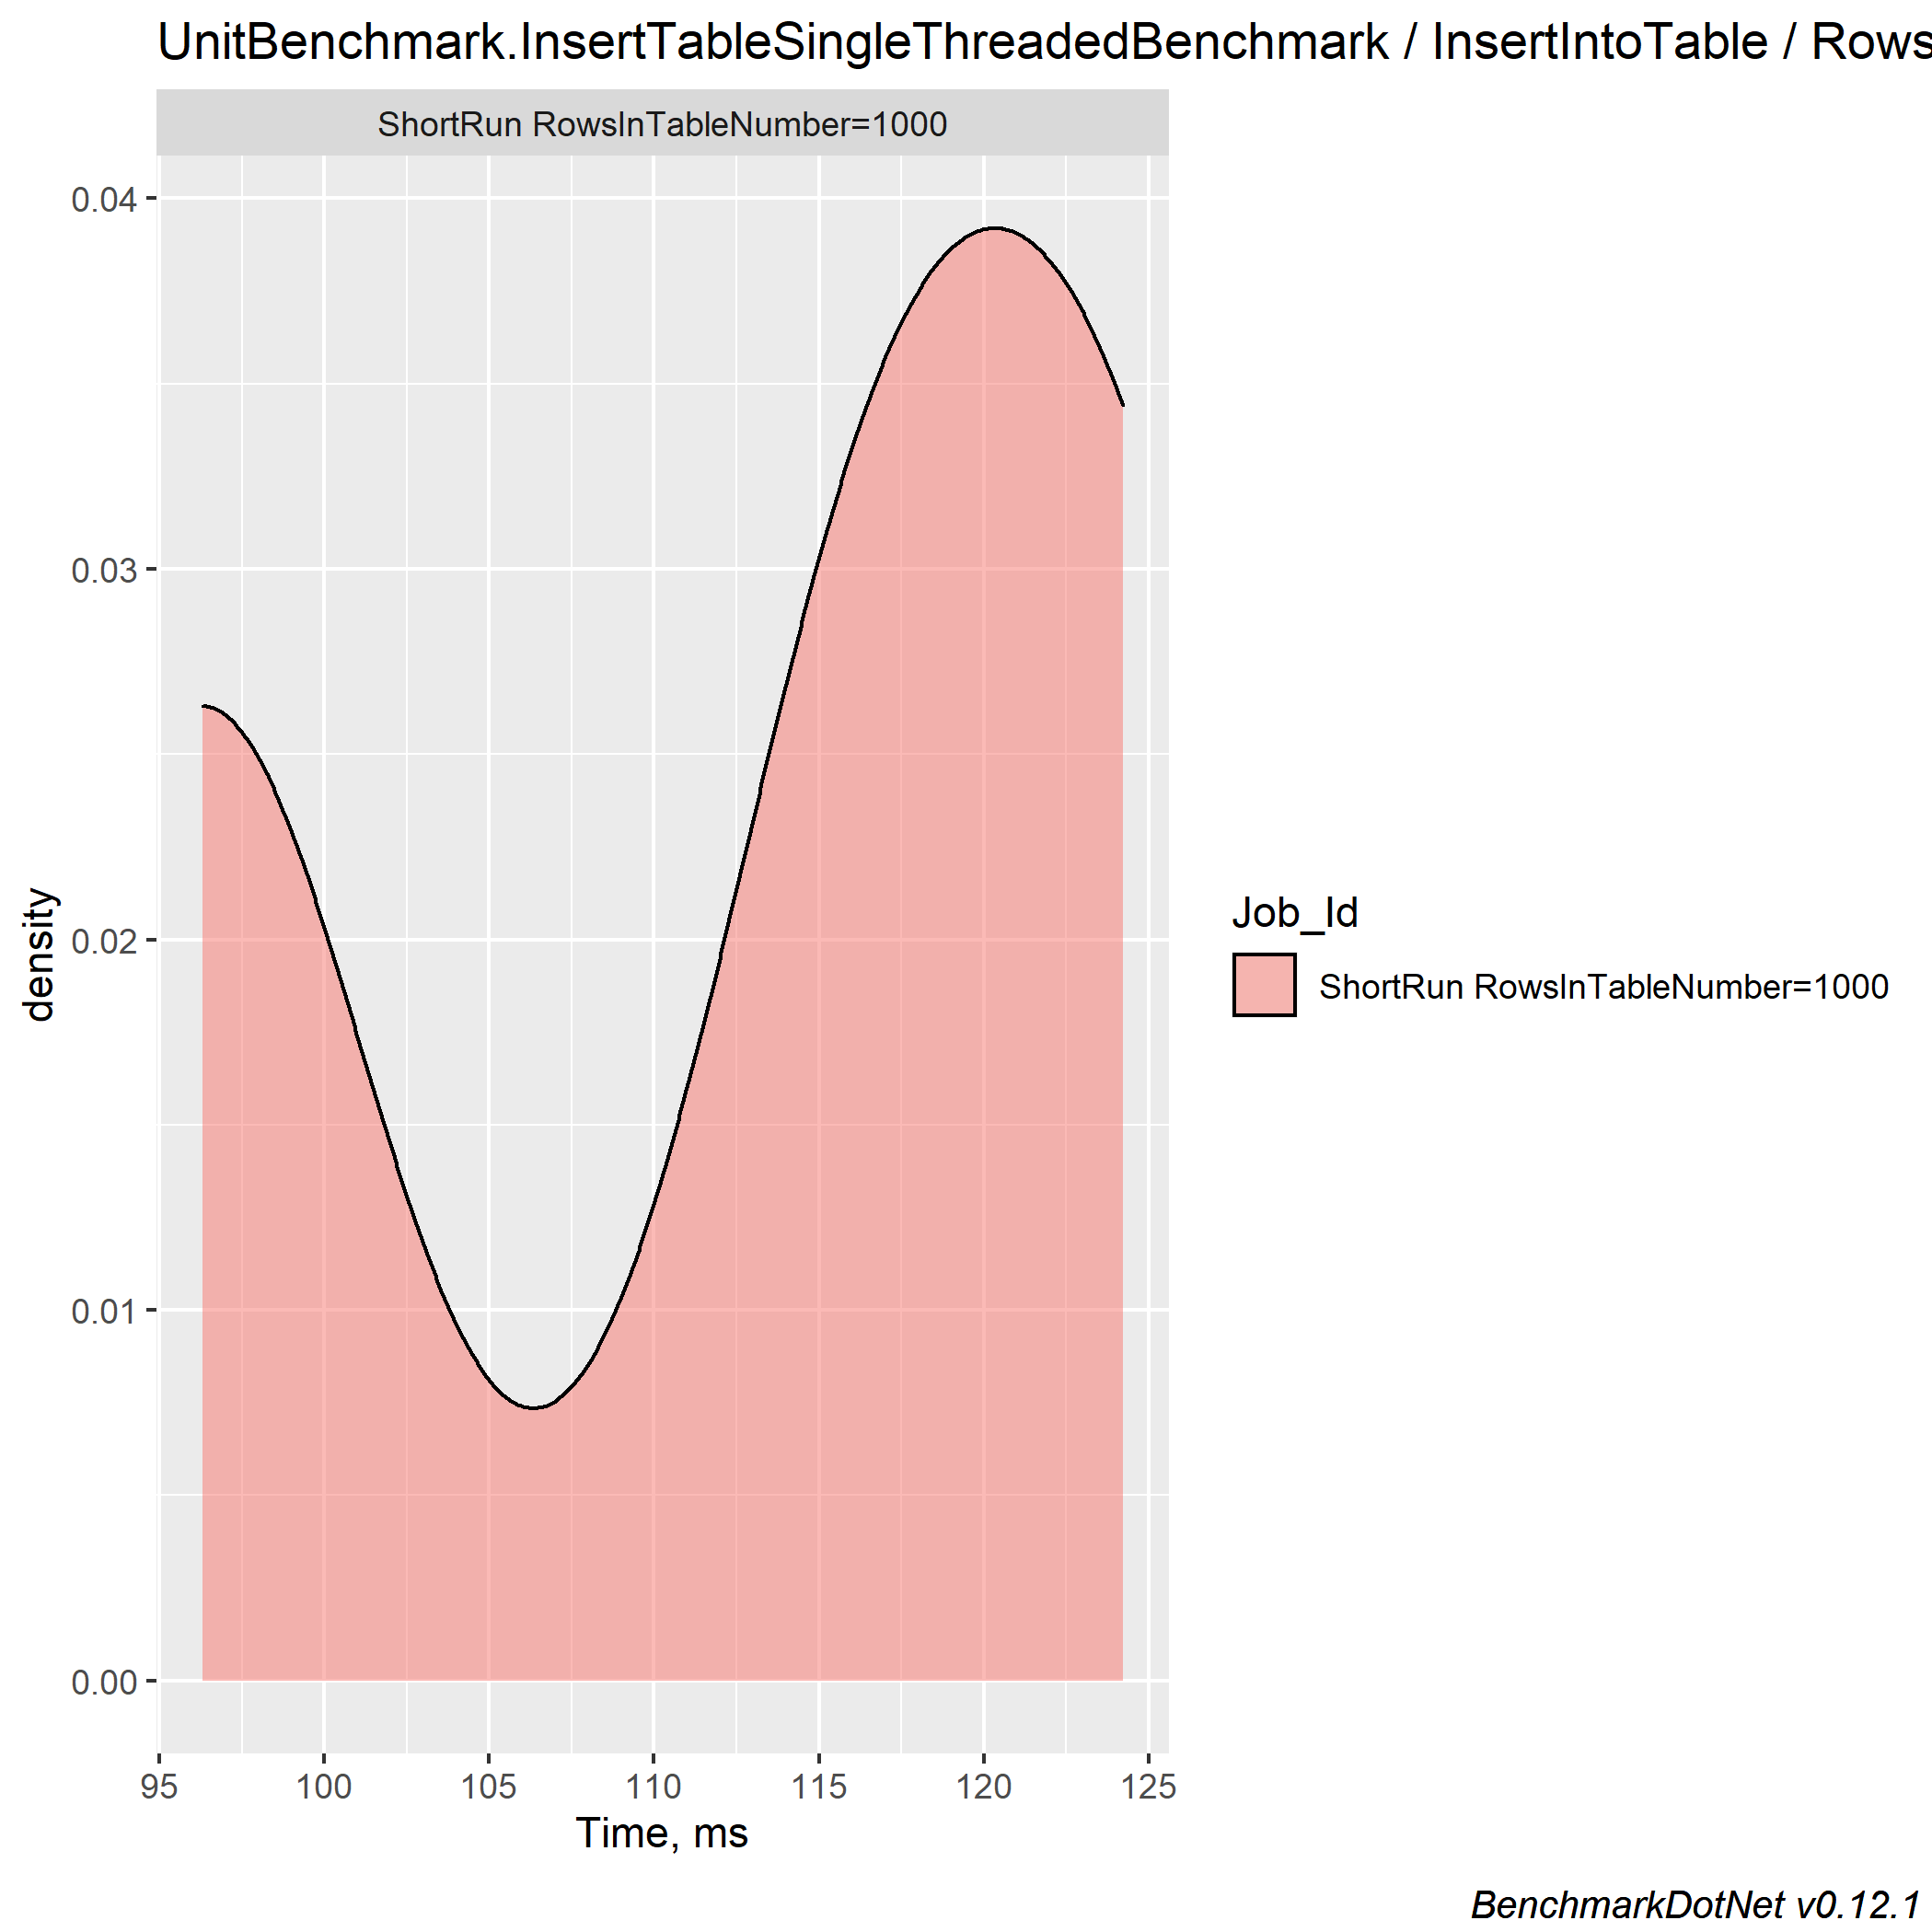 UnitBenchmark.InsertTableSingleThreadedBenchmark / InsertIntoTable / Rows
ShortRun RowsInTableNumber=1000
0.04
0.03
0.02
0.01
0.00
density
95 100 105 110 115 120 125
Time, ms
Job_Id
ShortRun RowsInTableNumber=1000
BenchmarkDotNet v0.12.1